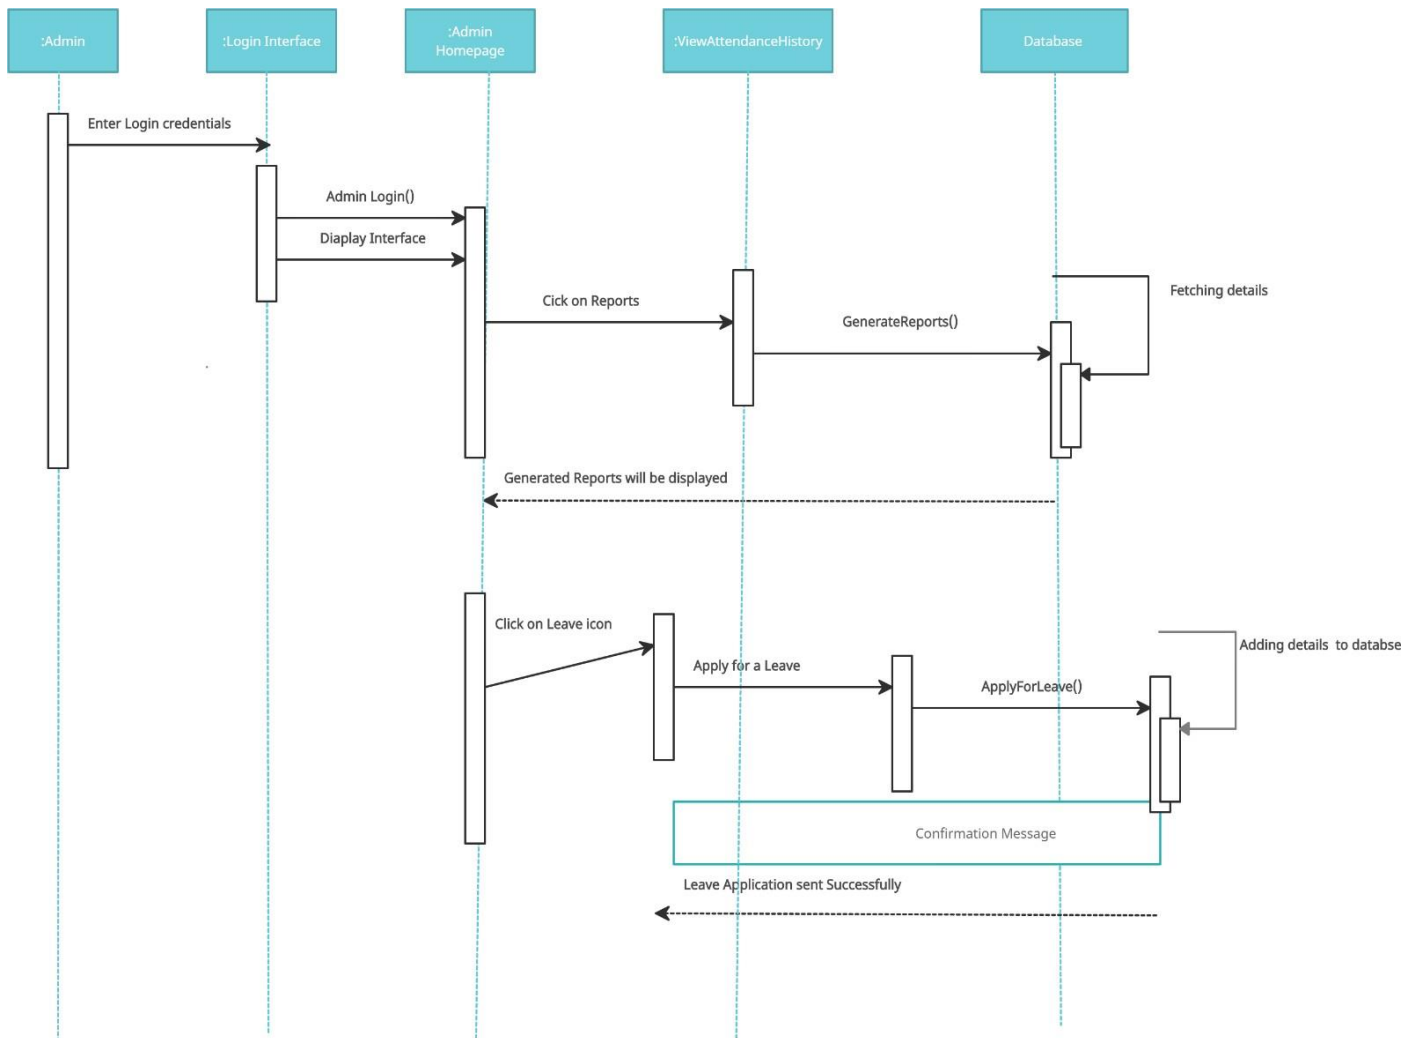 :Admin
:Login Interface
:Admin
Homepage
:ViewAttendanceHistory
Database
Enter Login credentials
Admin Login()
Diaplay Interface
Cick on Reports
GenerateReports()
Fetching details
Generated Reports will be displayed
Click on Leave icon
Apply for a Leave
ApplyForLeave()
Adding details to databse
Confirmation Message
Leave Application sent Successfully